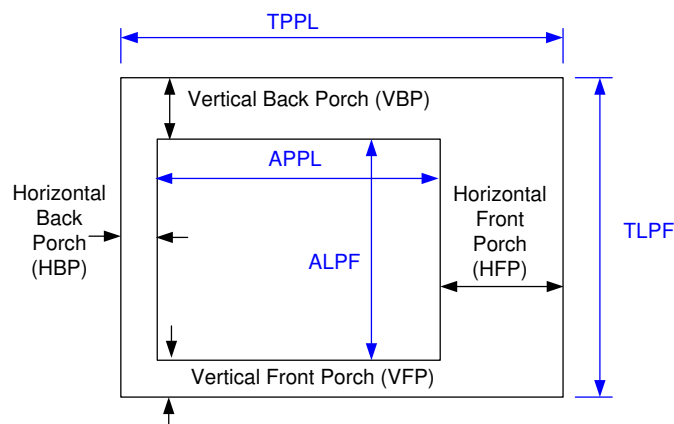 TPPL
Vertical Back Porch (VBP)
APPL
Horizontal
Back
Porch
(HBP)
Horizontal
Front
Porch
(HFP)
TLPF
ALPF
Vertical Front Porch (VFP)